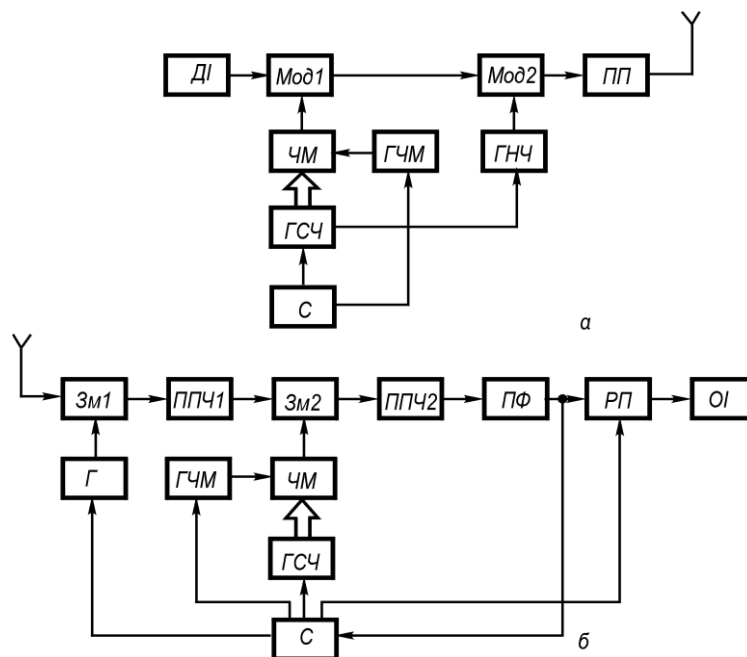 ДІ Мод1 Мод2 ПП
ЧМ ГЧМ ГНЧ
ГСЧ
С
а
Зм1 ППЧ1 Зм2 ППЧ2 ПФ РП ОІ
Г ГЧМ ЧМ
ГСЧ
С
б